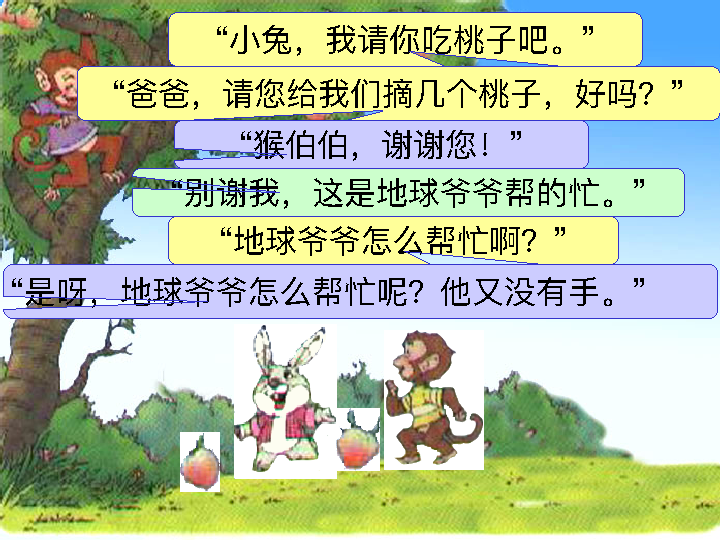 “小兔，我请你吃桃子吧。”
“爸爸，请您给我们摘几个桃子，好吗？”
“猴伯伯，谢谢您！”
“别谢我，这是地球爷爷帮的忙。”
“地球爷爷怎么帮忙啊？”
“是呀，地球爷爷怎么帮忙呢？他又没有手。”